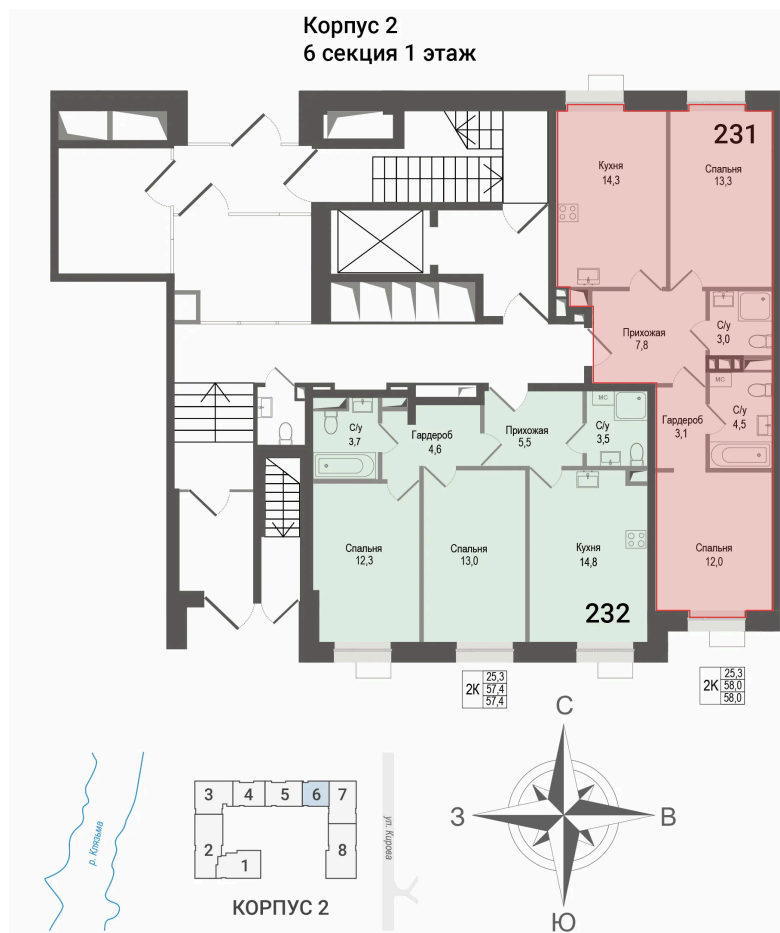 Корпус 2
6 секция 1 этаж
231
Кухня
14,3
Спальня
13,3
Прихожая
7,8
С/у
3,0
МС
С/у
4,5
Гардероб
3,1
Спальня
12,0
С/у
3,7
Гардероб
4,6
Прихожая
5,5
МС
С/у
3,5
Спальня
12,3
Спальня
13,0
Кухня
14,8
232
2К
25,3
57,4
57,4
2К
25,3
58,0
58,0
С
З
В
Ю
р. Клязьма
3
4
5
6
7
2
1
8
ул. Кирова
КОРПУС 2